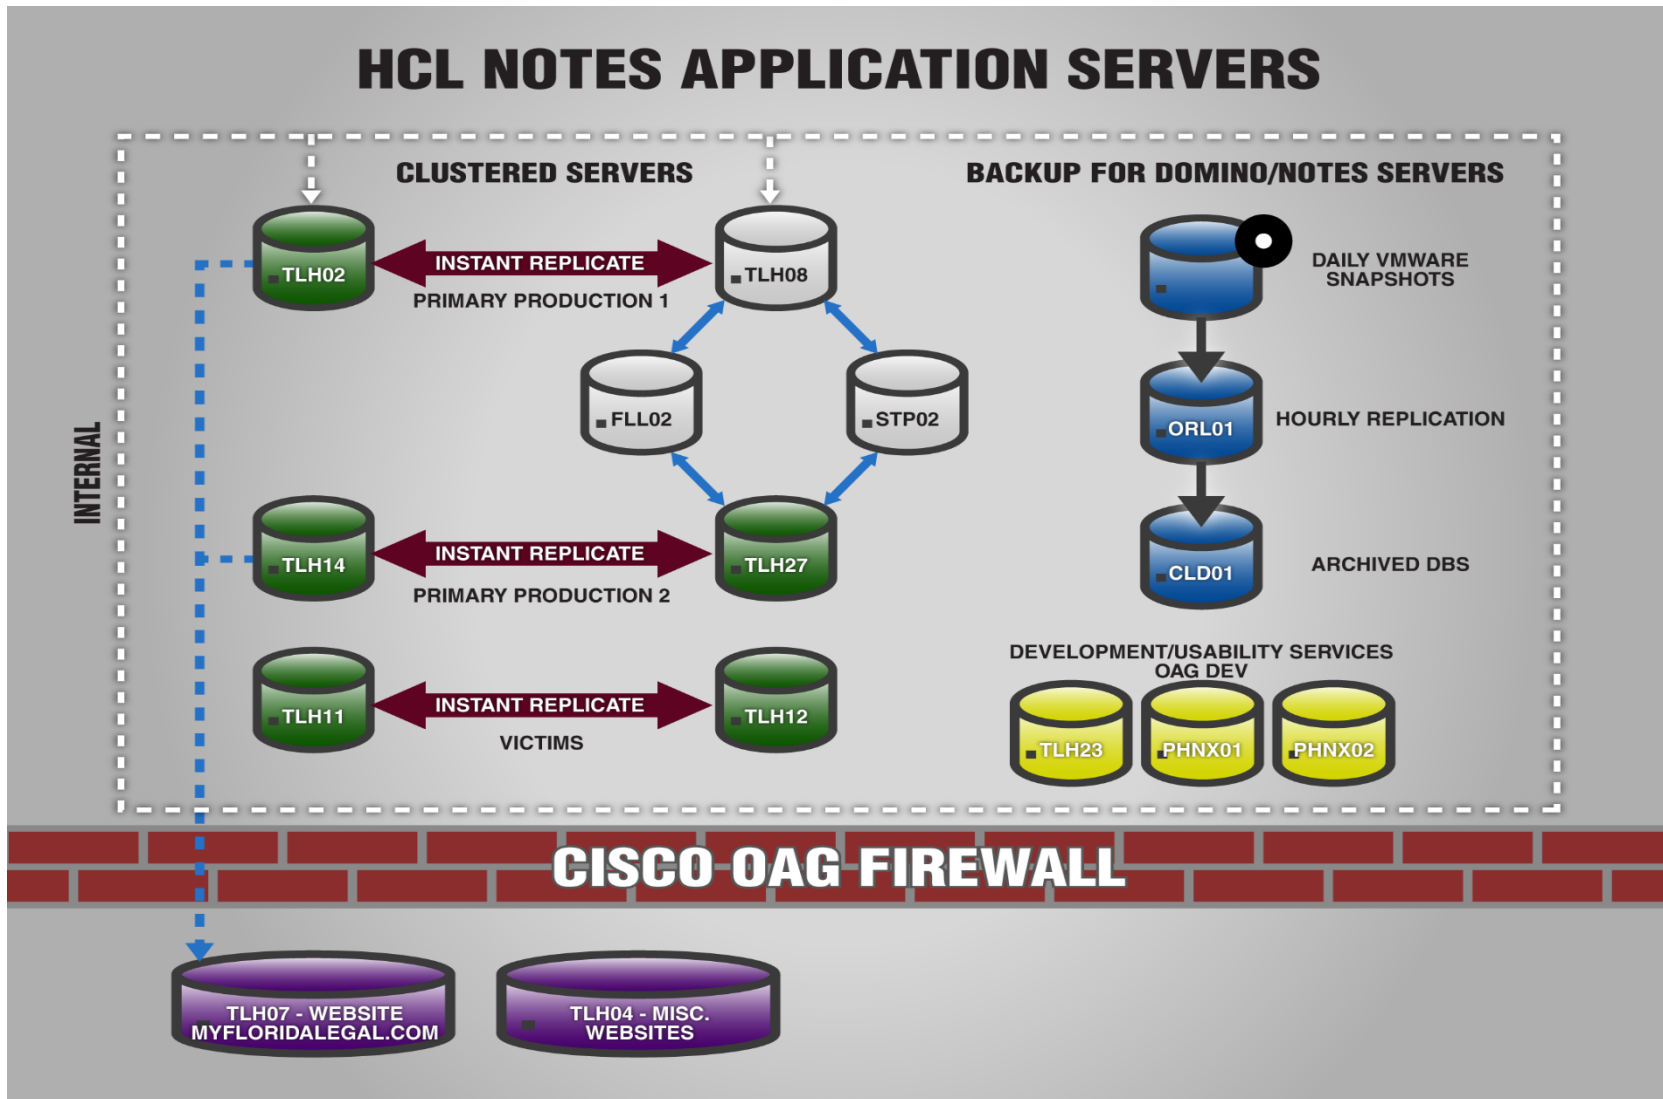 HCL NOTES APPLICATION SERVERS
CLUSTERED SERVERS
BACKUP FOR DOMINO/NOTES SERVERS
TLH02
INSTANT REPLICATE
TLH08
PRIMARY PRODUCTION 1
DAILY VMWARE
SNAPSHOTS
FLL02
STP02
ORL01
HOURLY REPLICATION
INTERNAL
TLH14
INSTANT REPLICATE
TLH27
PRIMARY PRODUCTION 2
CLD01
ARCHIVED DBS
TLH11
INSTANT REPLICATE
TLH12
VICTIMS
DEVELOPMENT/USABILITY SERVICES
OAG DEV
TLH23
PHNX01
PHNX02
CISCO OAG FIREWALL
TLH07 - WEBSITE
MYFLORIDALEGAL.COM
TLH04 - MISC.
WEBSITES